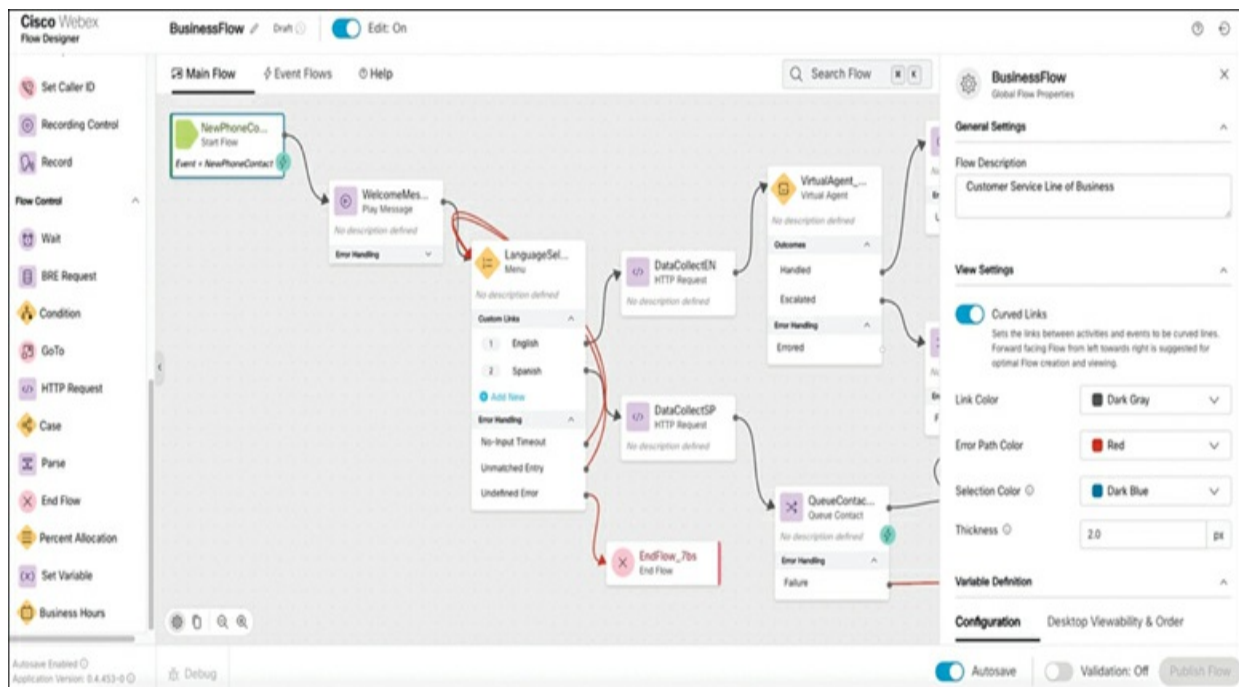 Cisco Webex
Flow Designer
BusinessFlow
Draft
Edit: On
Set Caller ID
Recording Control
Record
Flow Control
Wait
BRE Request
Condition
GoTo
HTTP Request
Case
Parse
End Flow
Percent Allocation
Set Variable
Business Hours
Autosave Enabled
Application Version: 0.4.453-0
Main Flow
Event Flows
Help
Search Flow
K
NewPhoneCo...
Start Flow
Event • NewPhoneContact
WelcomeMes...
Play Message
No description defined
Error Handling
LanguageSel...
Menu
No description defined
Custom Links
1 English
2 Spanish
Add New
Error Handling
No-Input Timeout
Unmatched Entry
Undefined Error
DataCollectEN
HTTP Request
No description defined
DataCollectSP
HTTP Request
No description defined
EndFlow_7bs
End Flow
VirtualAgent_...
Virtual Agent
No description defined
Outcomes
Handled
Escalated
Error Handling
Errored
QueueContac...
Queue Contact
No description defined
Error Handling
Failure
Debug
BusinessFlow
Global Flow Properties
General Settings
Flow Description
Customer Service Line of Business
View Settings
Curved Links
Sets the links between activities and events to be curved lines.
Forward facing Flow from left towards right is suggested for
optimal Flow creation and viewing.
Link Color
Dark Gray
Error Path Color
Red
Selection Color
Dark Blue
Thickness
2.0
px
Variable Definition
Configuration
Desktop Viewability & Order
Autosave
Validation: Off
Publish Flow